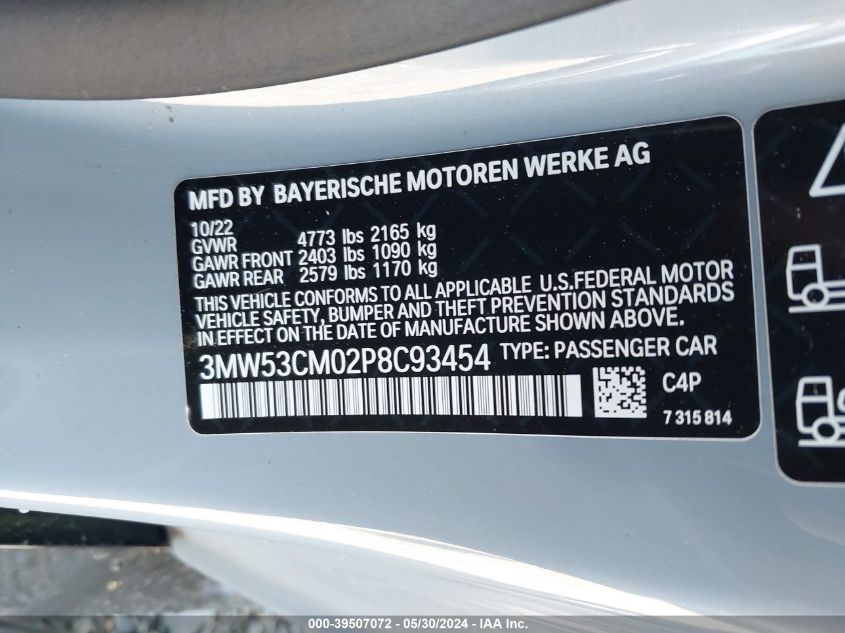 MFD BY BAYERISCHE MOTOREN WERKE AG
10/22
GVWR 4773 lbs 2165 kg
GAWR FRONT 2403 lbs 1090 kg
GAWR REAR 2579 lbs 1170 kg
THIS VEHICLE CONFORMS TO ALL APPLICABLE U.S.FEDERAL MOTOR
VEHICLE SAFETY, BUMPER AND THEFT PREVENTION STANDARDS
IN EFFECT ON THE DATE OF MANUFACTURE SHOWN ABOVE.
3MW53CM02P8C93454 TYPE: PASSENGER CAR
C4P
7 315 814
000-39507072 - 05/30/2024 - IAA Inc.